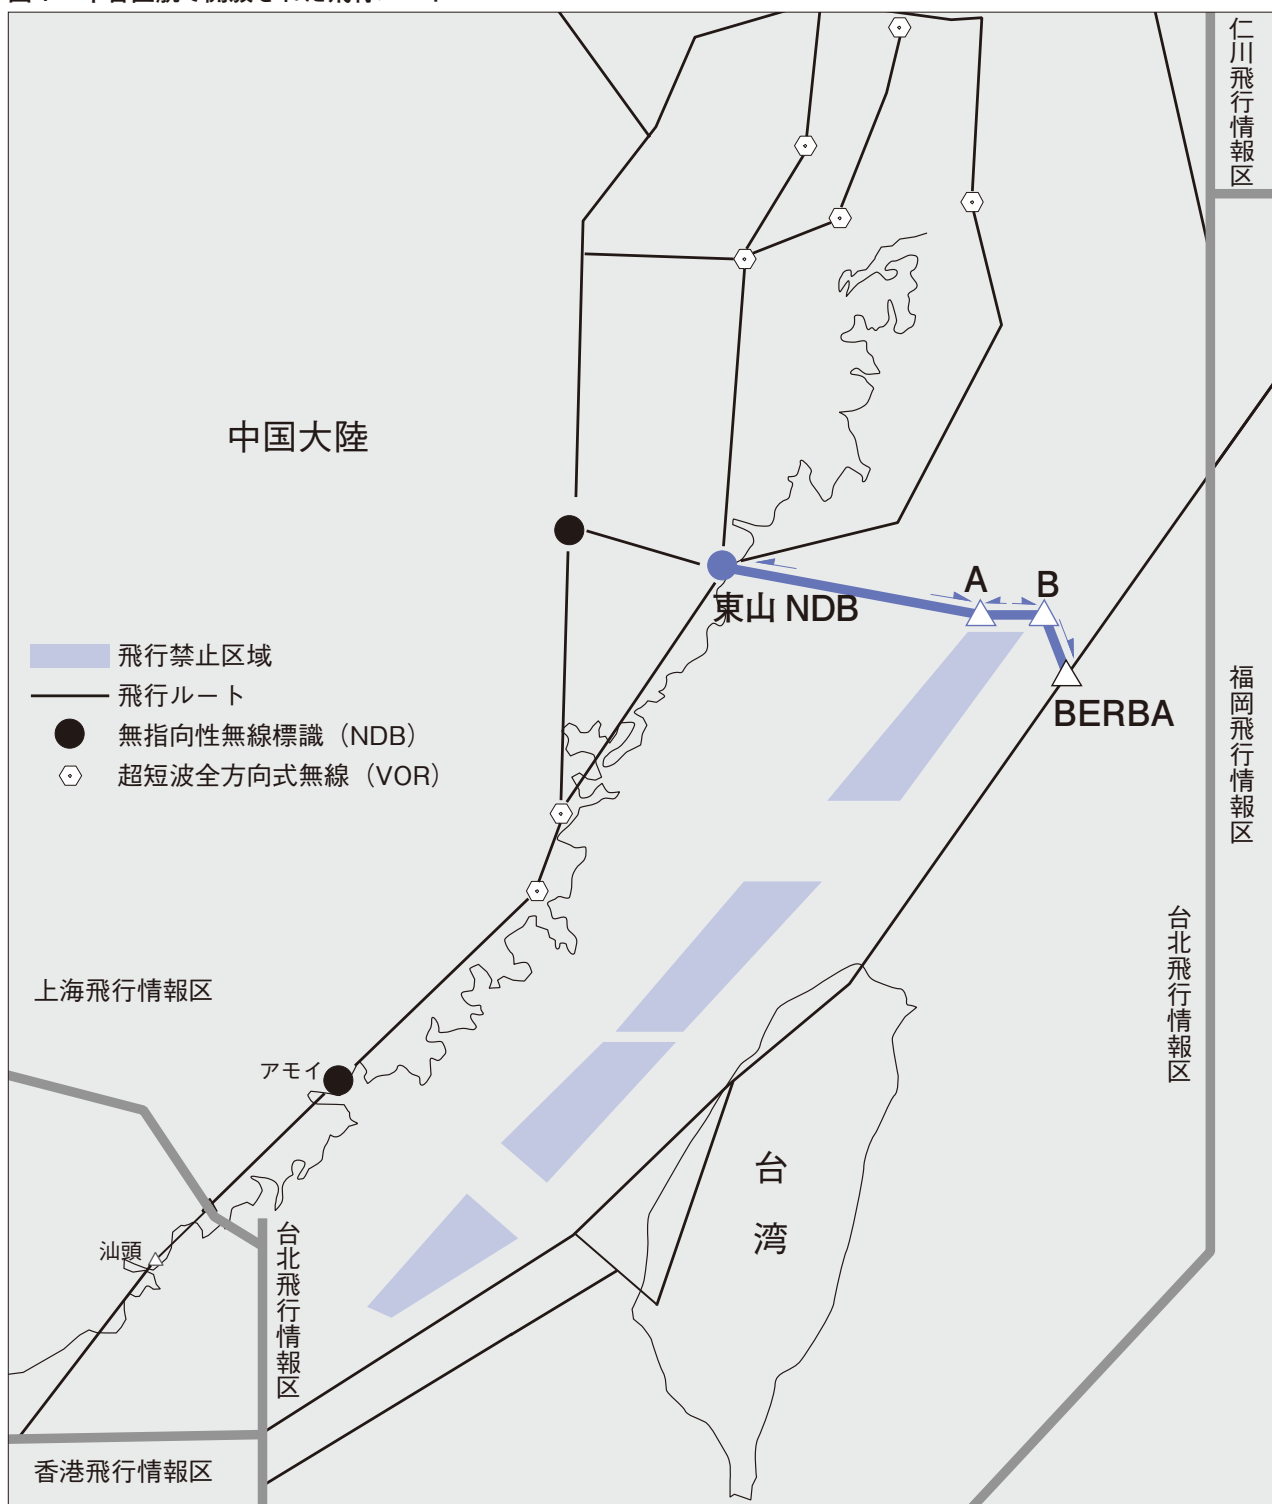 仁川飛行情報区
中国大陸
A
B
東山 NDB
BERBA
飛行禁止区域
飛行ルート
無指向性無線標識（NDB）
超短波全方向式無線（VOR）
福岡飛行情報区
台北飛行情報区
上海飛行情報区
アモイ
台湾
汕頭
台北飛行情報区
香港飛行情報区